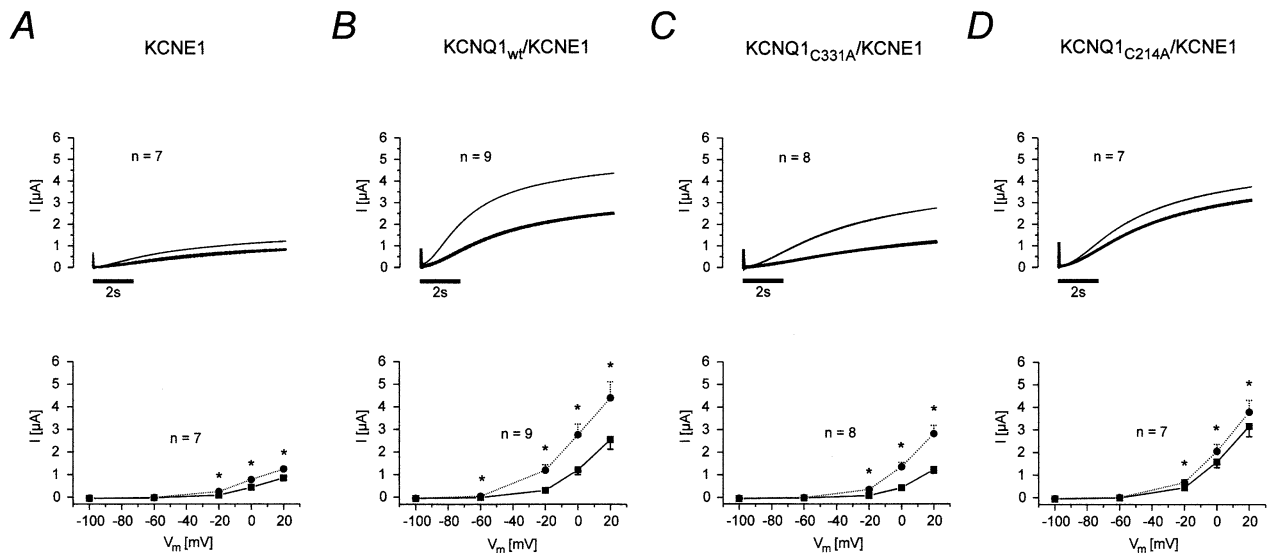 A
KCNE1
B
KCNQ1wt/KCNE1
C
KCNQ1C331A/KCNE1
D
KCNQ1C214A/KCNE1
I [µA]
6
5
4
3
2
1
0
n = 7
2s
I [µA]
6
5
4
3
2
1
0
n = 9
2s
I [µA]
6
5
4
3
2
1
0
n = 8
2s
I [µA]
6
5
4
3
2
1
0
n = 7
2s
I [µA]
6
5
4
3
2
1
0
n = 7
* * *
-100 -80 -60 -40 -20 0 20
Vm [mV]
I [µA]
6
5
4
3
2
1
0
n = 9
* * * *
-100 -80 -60 -40 -20 0 20
Vm [mV]
I [µA]
6
5
4
3
2
1
0
n = 8
* * *
-100 -80 -60 -40 -20 0 20
Vm [mV]
I [µA]
6
5
4
3
2
1
0
n = 7
* * *
-100 -80 -60 -40 -20 0 20
Vm [mV]